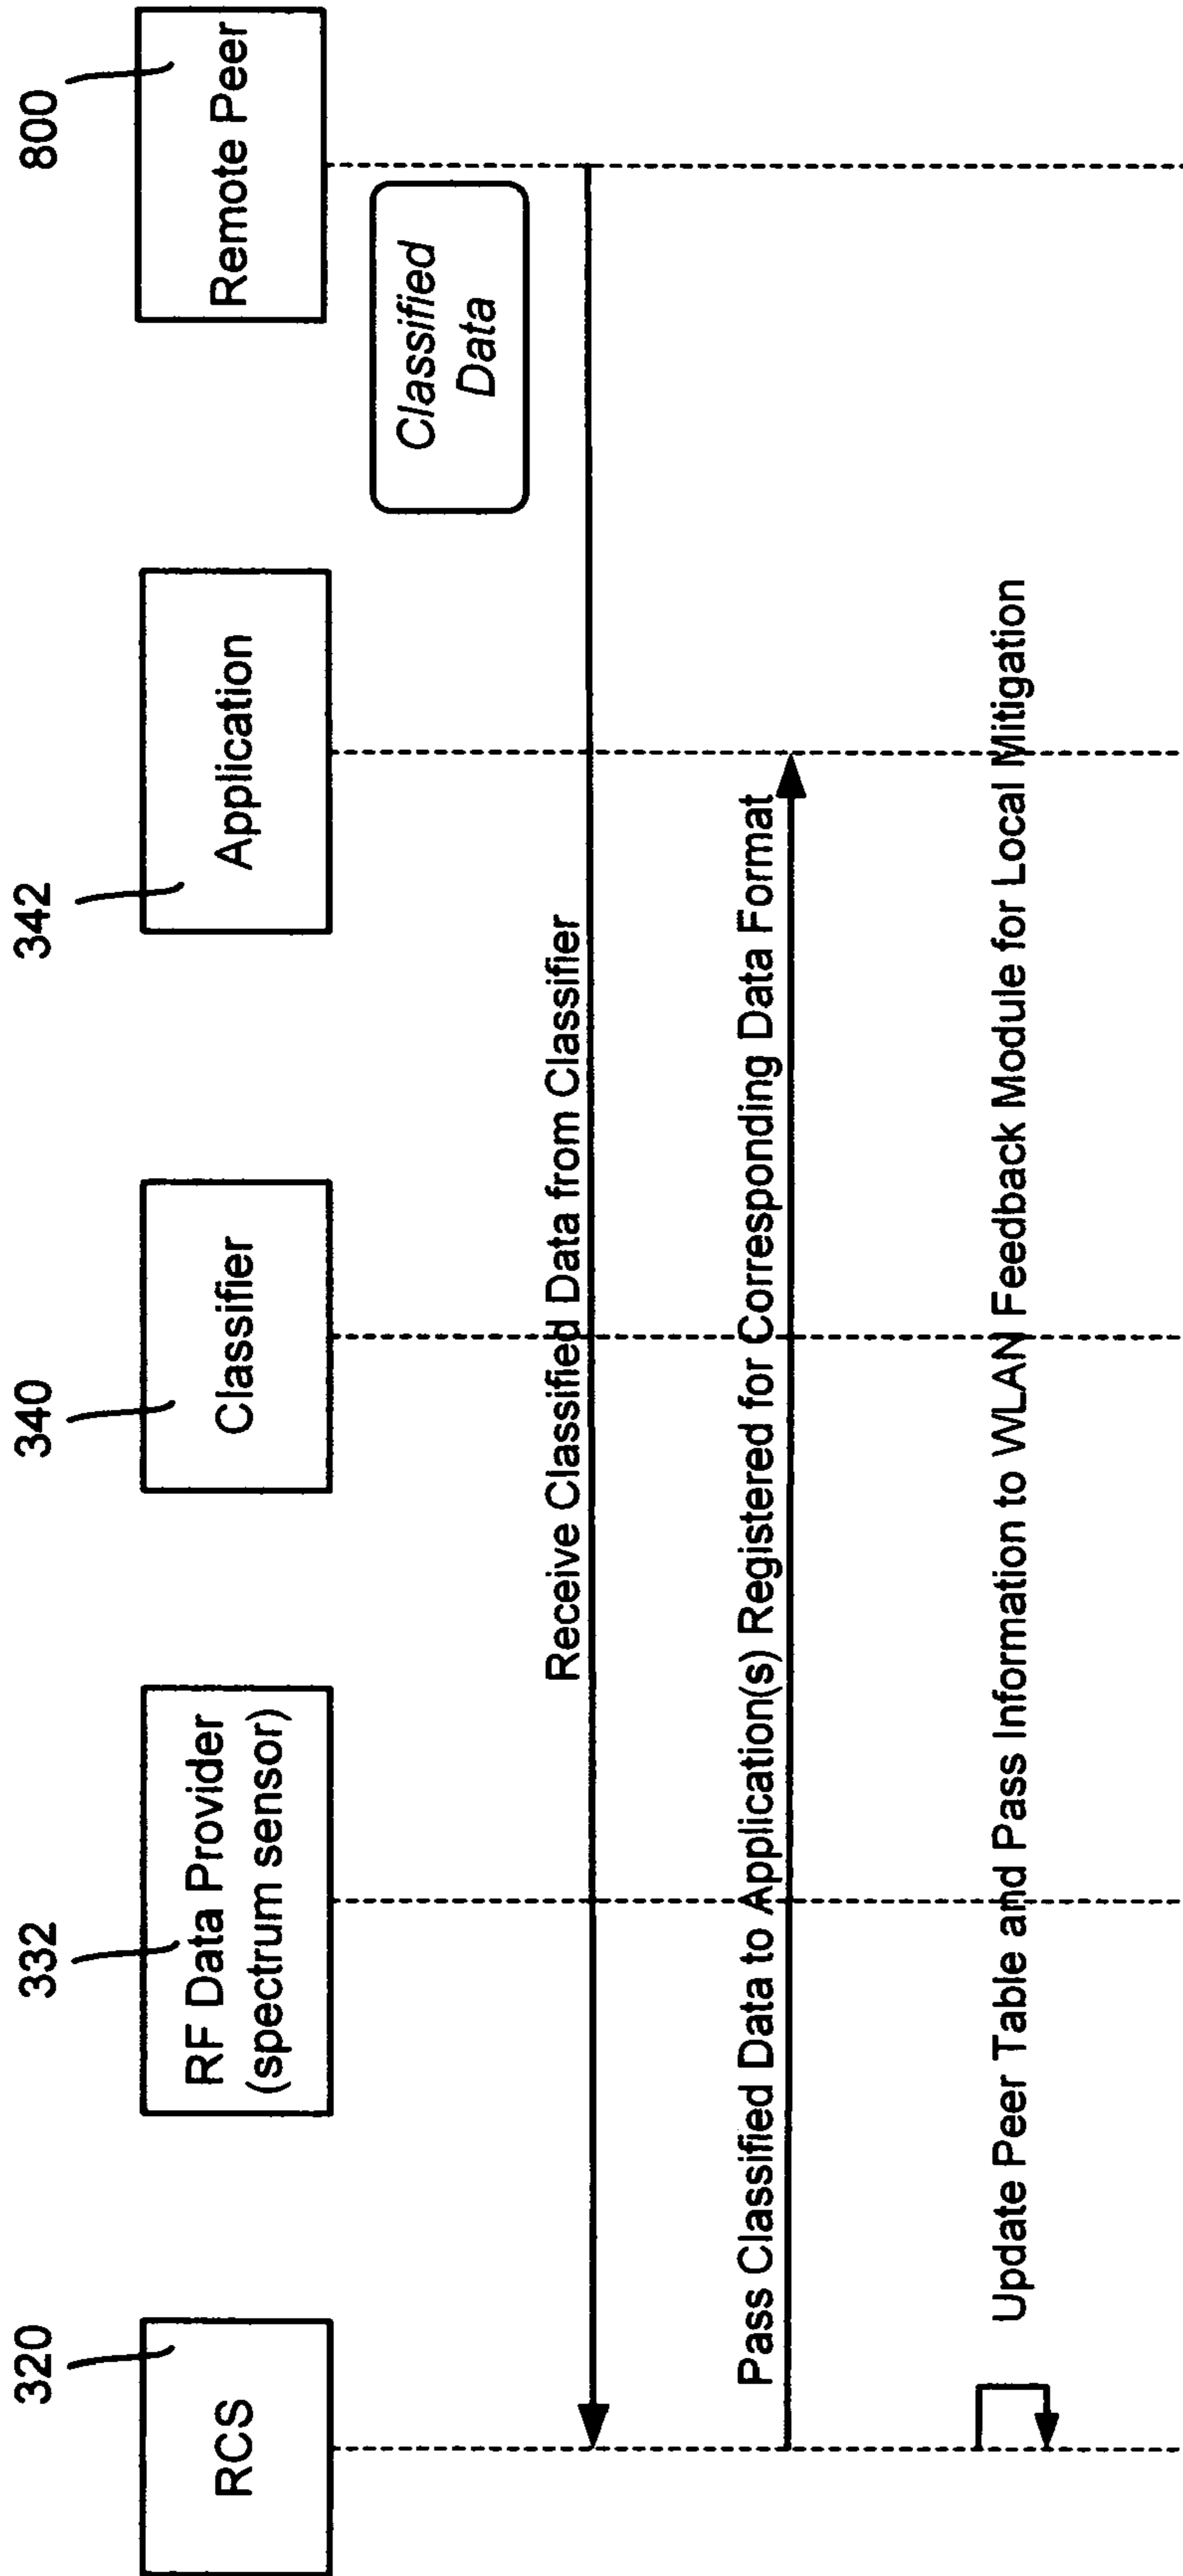 320
332
340
342
800
RCS
RF Data Provider
(spectrum sensor)
Classifier
Application
Remote Peer
Classified
Data
Receive Classified Data from Classifier
Pass Classified Data to Application(s) Registered for Corresponding Data Format
Update Peer Table and Pass Information to WLAN Feedback Module for Local Mitigation